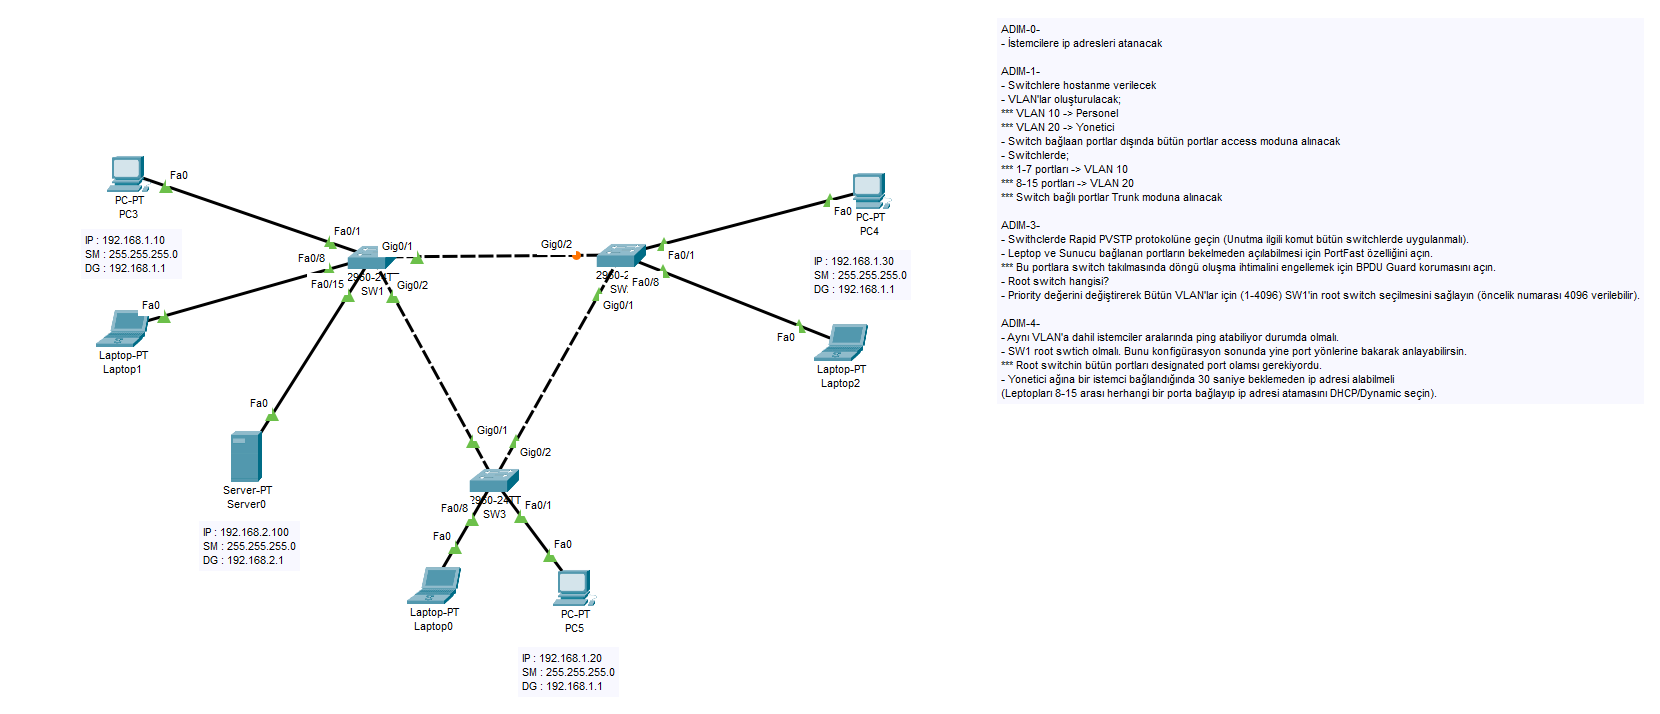 Fa0
PC-PT
PC3
IP : 192.168.1.10
SM : 255.255.255.0
DG : 192.168.1.1
Fa0/1
Gig0/1
Fa0/8
2960-24TT
SW1
Fa0/15
Gig0/2
Fa0
Laptop-PT
Laptop1
Fa0
Server-PT
Server0
IP : 192.168.2.100
SM : 255.255.255.0
DG : 192.168.2.1
Gig0/2
Fa0/1
2960-2
SW
Fa0/8
Gig0/1
Fa0
PC-PT
PC4
IP : 192.168.1.30
SM : 255.255.255.0
DG : 192.168.1.1
Fa0
Laptop-PT
Laptop2
Gig0/1
Gig0/2
2960-24TT
SW3
Fa0/8
Fa0/1
Fa0
Fa0
Laptop-PT
Laptop0
PC-PT
PC5
IP : 192.168.1.20
SM : 255.255.255.0
DG : 192.168.1.1
ADIM-0-
- İstemcilere ip adresleri atanacak
ADIM-1-
- Switchlere hostanme verilecek
- VLAN'lar oluşturulacak;
*** VLAN 10 -> Personel
*** VLAN 20 -> Yonetici
- Switch bağlaan portlar dışında bütün portlar access moduna alınacak
- Switchlerde;
*** 1-7 portları -> VLAN 10
*** 8-15 portları -> VLAN 20
*** Switch bağlı portlar Trunk moduna alınacak
ADIM-3-
- Swithclerde Rapid PVSTP protokolüne geçin (Unutma ilgili komut bütün switchlerde uygulanmalı).
- Leptop ve Sunucu bağlanan portların bekelmeden açılabilmesi için PortFast özelliğini açın.
*** Bu portlara switch takılmasında döngü oluşma ihtimalini engellemek için BPDU Guard korumasını açın.
- Root switch hangisi?
- Priority değerini değiştirerek Bütün VLAN'lar için (1-4096) SW1'in root switch seçilmesini sağlayın (öncelik numarası 4096 verilebilir).
ADIM-4-
- Aynı VLAN'a dahil istemciler aralarında ping atabiliyor durumda olmalı.
- SW1 root swtich olmalı. Bunu konfigürasyon sonunda yine port yönlerine bakarak anlayabilirsin.
*** Root switchin bütün portları designated port olamsı gerekiyordu.
- Yonetici ağına bir istemci bağlandığında 30 saniye beklemeden ip adresi alabilmeli
(Leptopları 8-15 arası herhangi bir porta bağlayıp ip adresi atamasını DHCP/Dynamic seçin).